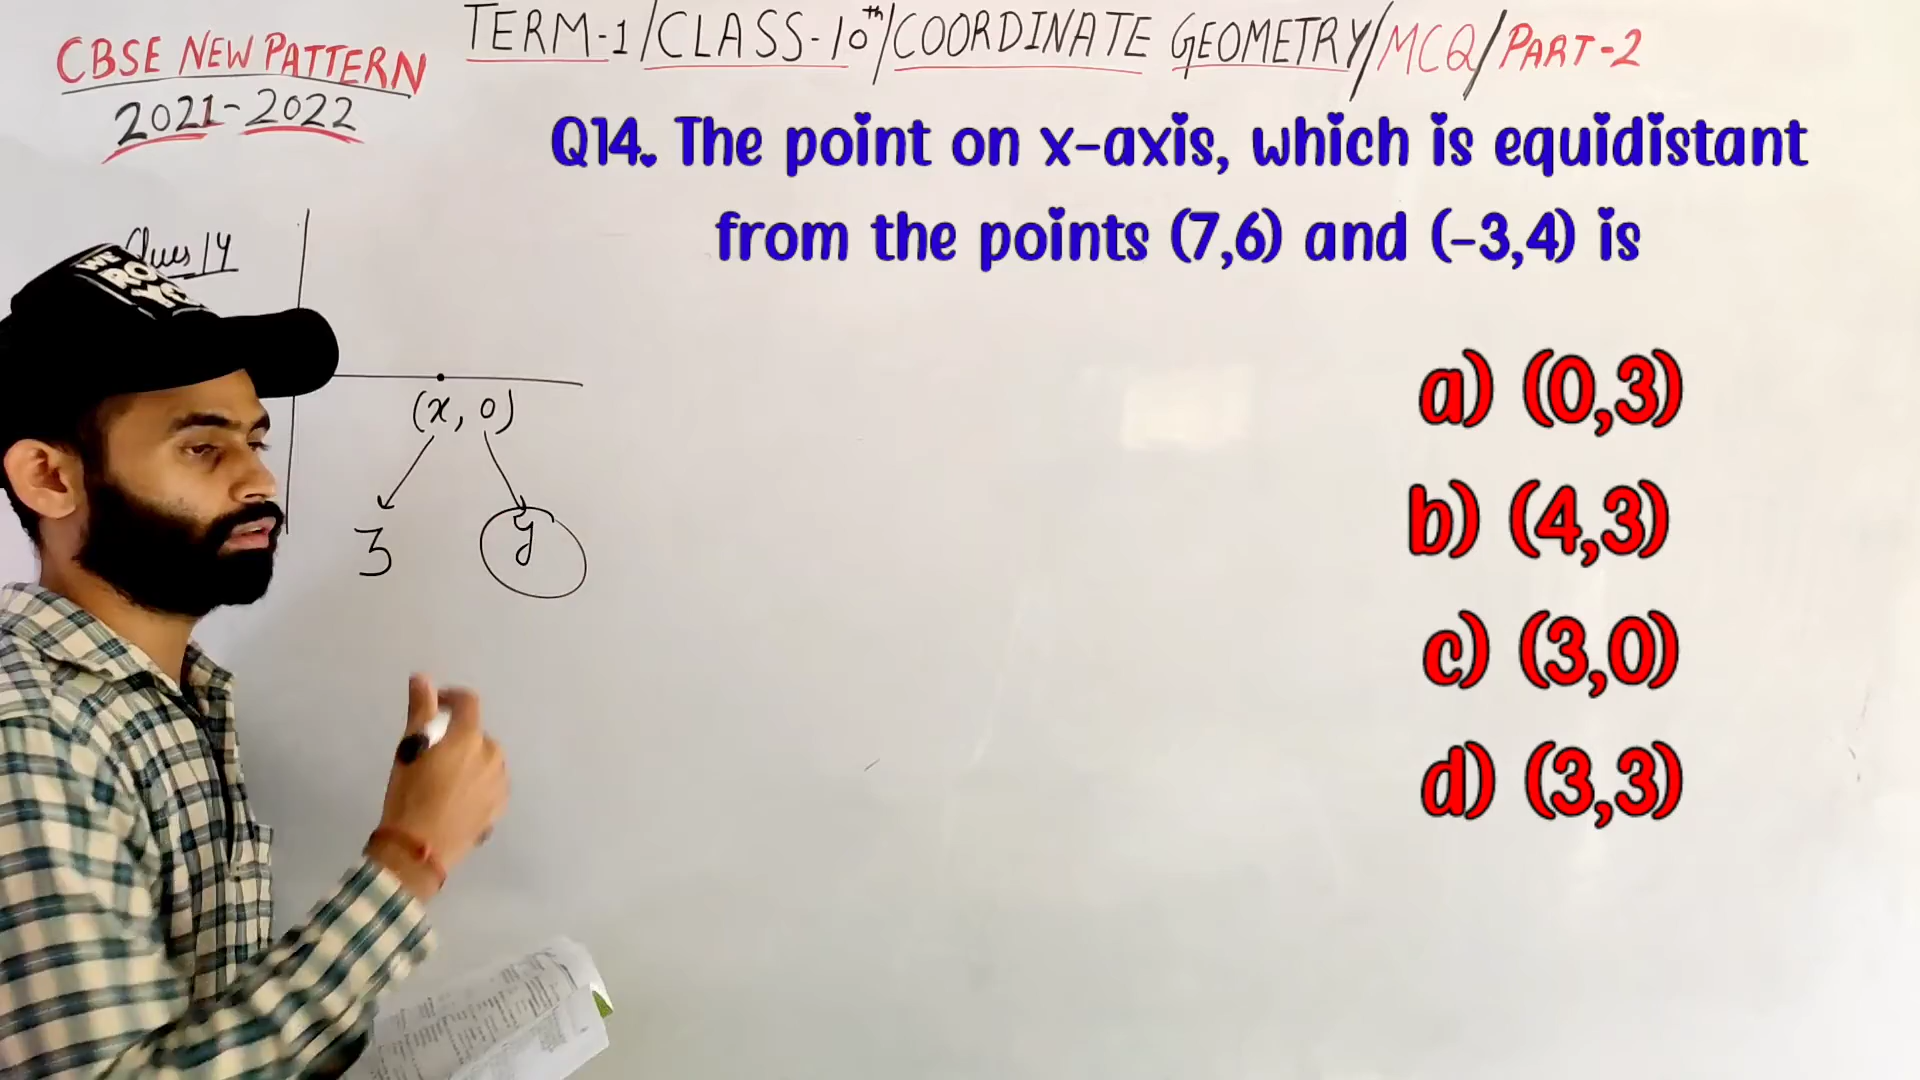 CBSE NEW PATTERN
2021-2022
TERM-1/CLASS-10th/COORDINATE GEOMETRY/MCQ/PART-2
Q14. The point on x-axis, which is equidistant
from the points (7,6) and (-3,4) is
Ques 14
(x, 0)
3
y
a) (0,3)
b) (4,3)
c) (3,0)
d) (3,3)